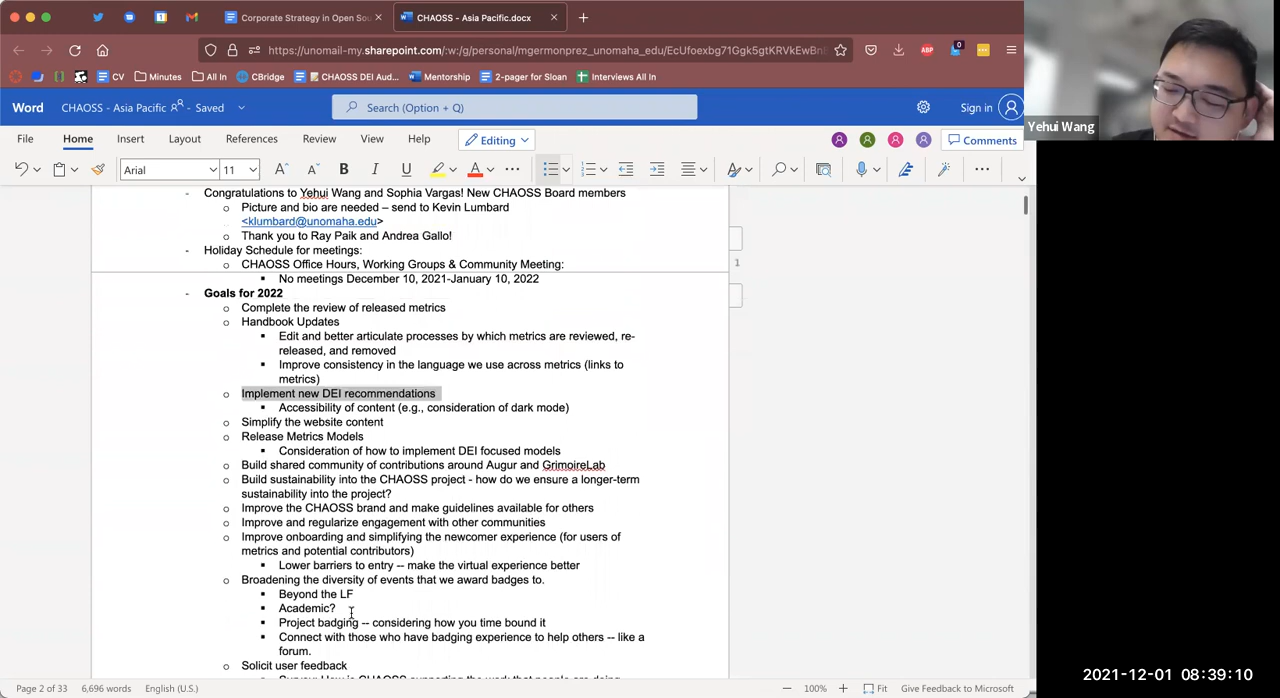 Corporate Strategy in Open Sou
CHAOSS - Asia Pacific.docx
https://unomail-my.sharepoint.com/:w:/g/personal/mgermonprez_unomaha_edu/EcUfoexbg71Ggk5gtKRVkEwBn
CV
Minutes
All In
CBridge
CHAOSS DEI Aud...
Mentorship
2-pager for Sloan
Interviews All In
ABP
0
Word
CHAOSS - Asia Pacific - Saved
Search (Option + Q)
Sign in
File Home Insert Layout References Review View Help
Editing
Comments
Arial
11
Congratulations to Yehui Wang and Sophia Vargas! New CHAOSS Board members
Picture and bio are needed – send to Kevin Lumbard
<klumbard@unomaha.edu>
Thank you to Ray Paik and Andrea Gallo!
Holiday Schedule for meetings:
CHAOSS Office Hours, Working Groups & Community Meeting:
No meetings December 10, 2021-January 10, 2022
1
Goals for 2022
Complete the review of released metrics
Handbook Updates
Edit and better articulate processes by which metrics are reviewed, re-
released, and removed
Improve consistency in the language we use across metrics (links to
metrics)
Implement new DEI recommendations
Accessibility of content (e.g., consideration of dark mode)
Simplify the website content
Release Metrics Models
Consideration of how to implement DEI focused models
Build shared community of contributions around Augur and GrimoireLab
Build sustainability into the CHAOSS project - how do we ensure a longer-term
sustainability into the project?
Improve the CHAOSS brand and make guidelines available for others
Improve and regularize engagement with other communities
Improve onboarding and simplifying the newcomer experience (for users of
metrics and potential contributors)
Lower barriers to entry -- make the virtual experience better
Broadening the diversity of events that we award badges to.
Beyond the LF
Academic?
Project badging -- considering how you time bound it
Connect with those who have badging experience to help others -- like a
forum.
Solicit user feedback
Page 2 of 33
6,696 words
English (U.S.)
100%
Fit
Give Feedback to Microsoft
Yehui Wang
2021-12-01 08:39:10